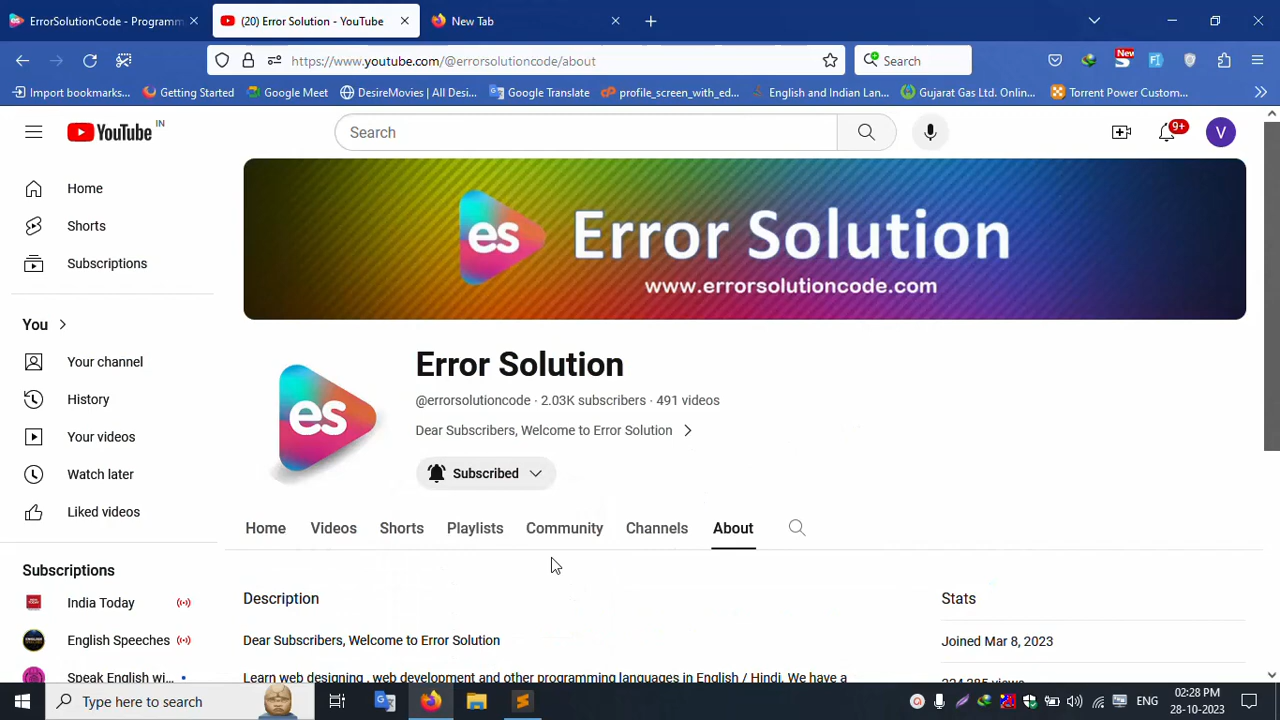 ErrorSolutionCode - Programm
(20) Error Solution - YouTube
New Tab
https://www.youtube.com/@errorsolutioncode/about
Search
New
Import bookmarks...
Getting Started
Google Meet
DesireMovies | All Desi...
Google Translate
profile_screen_with_ed...
English and Indian Lan...
Gujarat Gas Ltd. Onlin...
Torrent Power Custom...
YouTube IN
Search
9+
V
Home
Shorts
Subscriptions
You
Your channel
History
Your videos
Watch later
Liked videos
Subscriptions
India Today
English Speeches
Speak English wi...
es Error Solution
www.errorsolutioncode.com
es
Error Solution
@errorsolutioncode · 2.03K subscribers · 491 videos
Dear Subscribers, Welcome to Error Solution
Subscribed
Home Videos Shorts Playlists Community Channels About
Description
Stats
Dear Subscribers, Welcome to Error Solution
Joined Mar 8, 2023
Learn web designing , web development and other programming languages in English / Hindi. We have a
Type here to search
ENG
02:28 PM
28-10-2023